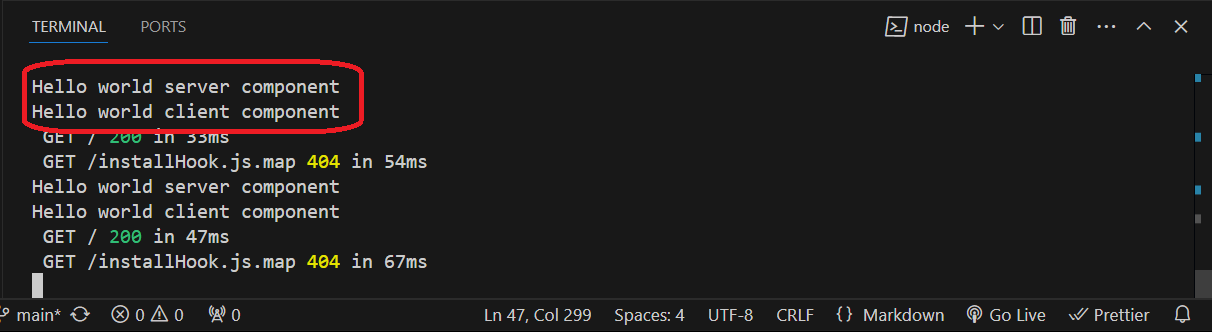 TERMINAL PORTS node
Hello world server component
Hello world client component
GET / 200 in 33ms
GET /installHook.js.map 404 in 54ms
Hello world server component
Hello world client component
GET / 200 in 47ms
GET /installHook.js.map 404 in 67ms
main* 0 0 0 Ln 47, Col 299 Spaces: 4 UTF-8 CRLF { } Markdown Go Live Prettier